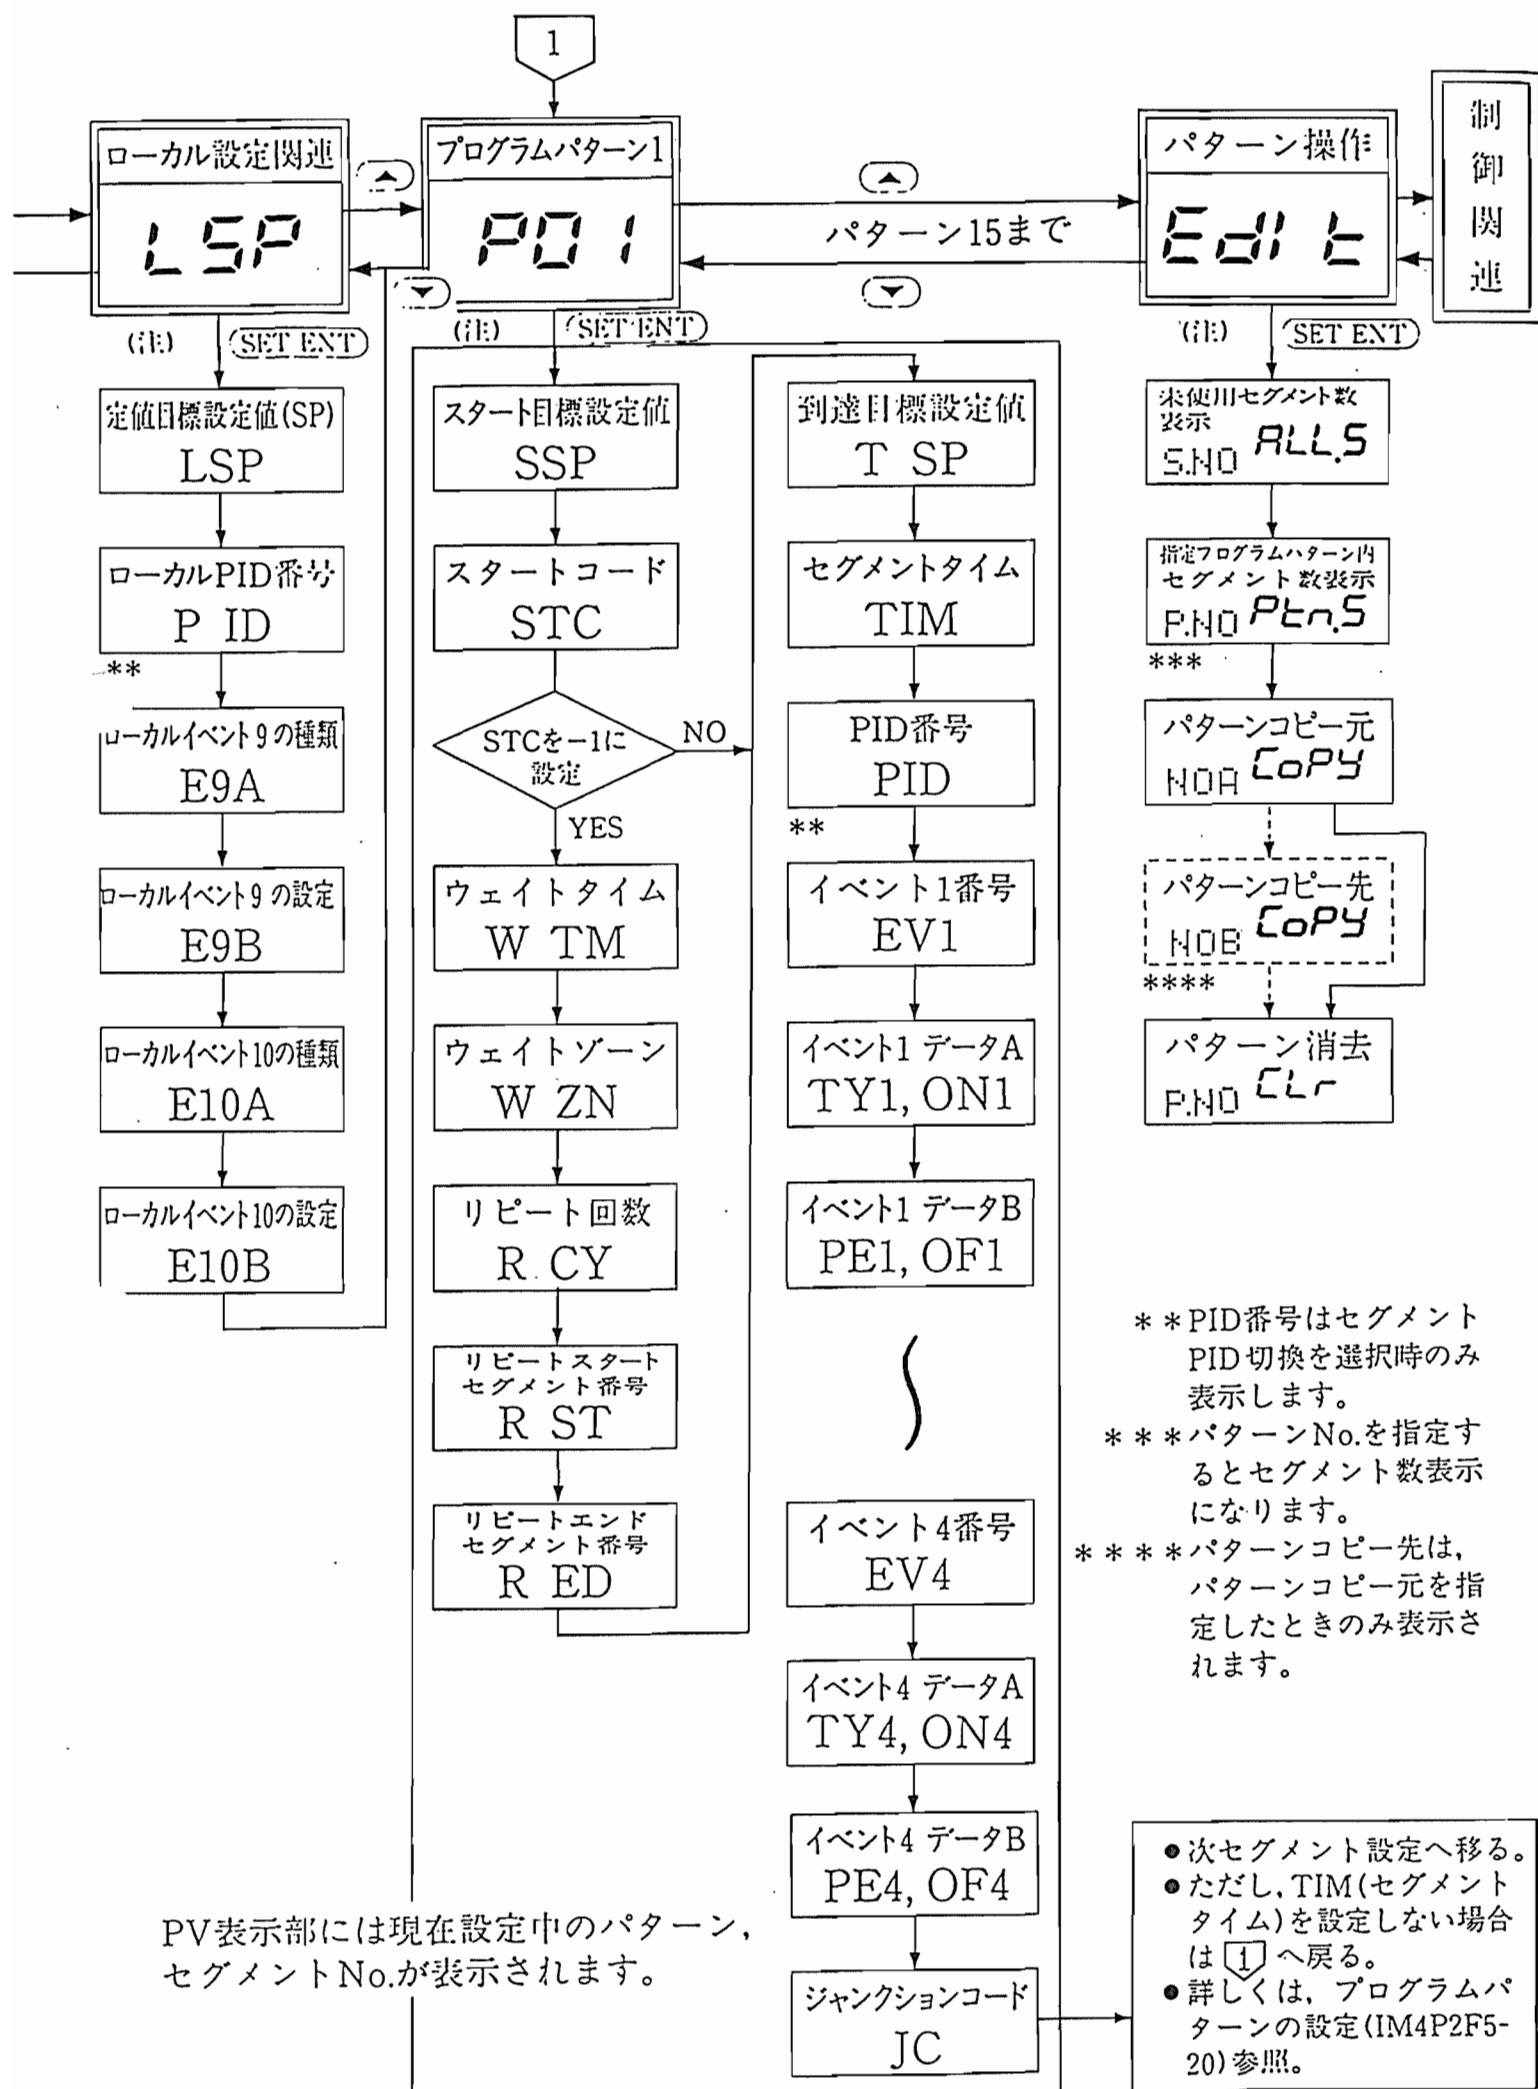 1
ローカル設定関連
LSP
プログラムパターン1
P01
パターン15まで
パターン操作
EdIt
制御関連
(注)
SET ENT
(注)
SET ENT
(注)
SET ENT
定値目標設定値(SP)
LSP
ローカルPID番号
P ID
**
ローカルイベント9の種類
E9A
ローカルイベント9の設定
E9B
ローカルイベント10の種類
E10A
ローカルイベント10の設定
E10B
スタート目標設定値
SSP
スタートコード
STC
STCを-1に
設定
NO
YES
ウェイトタイム
W TM
ウェイトゾーン
W ZN
リピート回数
R CY
リピートスタート
セグメント番号
R ST
リピートエンド
セグメント番号
R ED
到達目標設定値
T SP
セグメントタイム
TIM
PID番号
PID
**
イベント1番号
EV1
イベント1 データA
TY1, ON1
イベント1 データB
PE1, OF1
イベント4番号
EV4
イベント4 データA
TY4, ON4
イベント4 データB
PE4, OF4
ジャンクションコード
JC
未使用セグメント数
表示
S.NO ALL.S
指定プログラムパターン内
セグメント数表示
P.NO Ptn.S
***
パターンコピー元
NOA CoPY
パターンコピー先
NOB CoPY
****
パターン消去
P.NO CLr
**PID番号はセグメント
PID切換を選択時のみ
表示します。
***パターンNo.を指定す
るとセグメント数表示
になります。
****パターンコピー先は,
パターンコピー元を指
定したときのみ表示さ
れます。
●次セグメント設定へ移る。
●ただし,TIM(セグメント
タイム)を設定しない場合
は 1 へ戻る。
●詳しくは,プログラムパ
ターンの設定(IM4P2F5-
20)参照。
PV表示部には現在設定中のパターン,
セグメントNo.が表示されます。